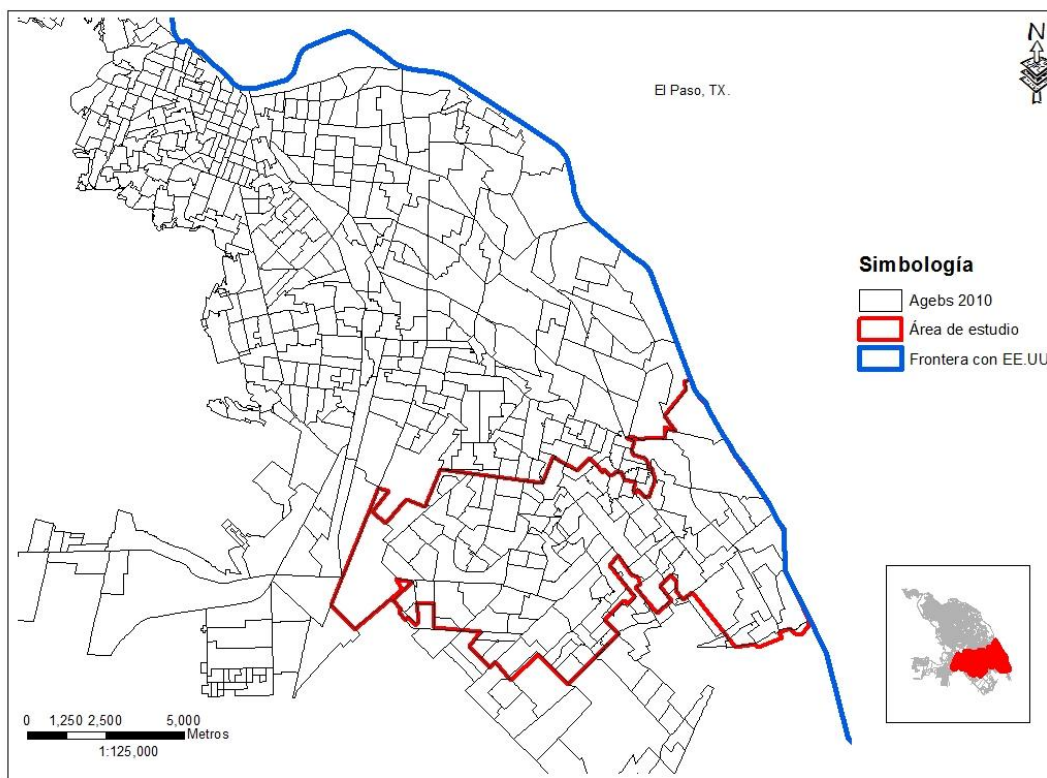 N
El Paso, TX.
Simbología
Agebs 2010
Área de estudio
Frontera con EE.UU
0 1,250 2,500 5,000
Metros
1:125,000